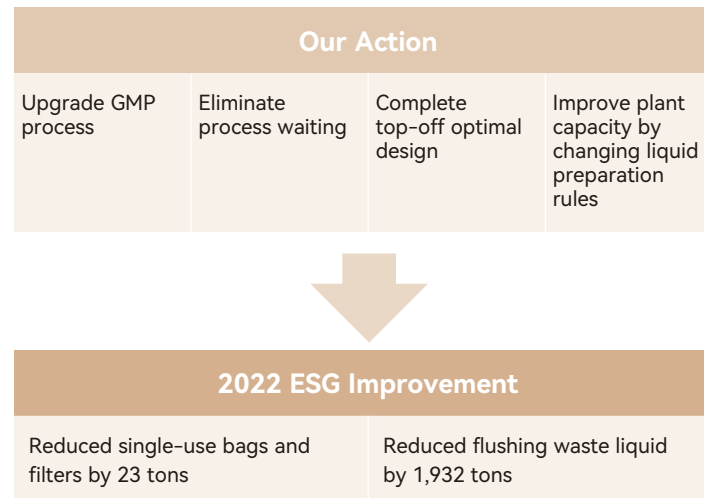 Our Action
Upgrade GMP
process
Eliminate
process waiting
Complete
top-off optimal
design
Improve plant
capacity by
changing liquid
preparation
rules
2022 ESG Improvement
Reduced single-use bags and
filters by 23 tons
Reduced flushing waste liquid
by 1,932 tons